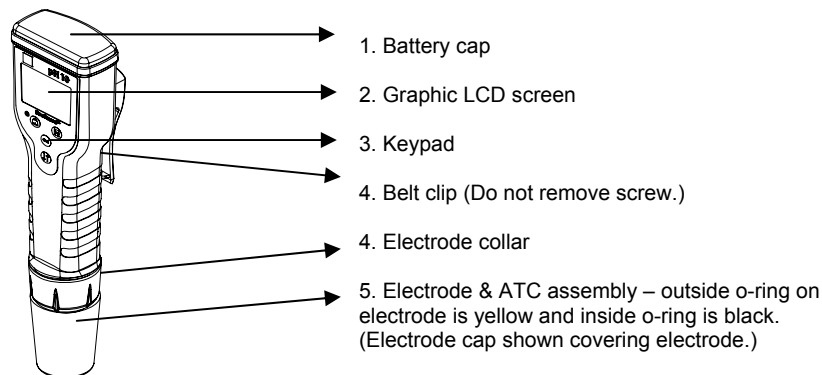 1. Battery cap
pH 10
2. Graphic LCD screen
3. Keypad
4. Belt clip (Do not remove screw.)
4. Electrode collar
5. Electrode & ATC assembly – outside o-ring on
electrode is yellow and inside o-ring is black.
(Electrode cap shown covering electrode.)